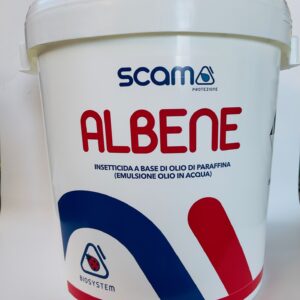 SCAM
PROTEZIONE
ALBENE
INSETTICIDA A BASE DI OLIO DI PARAFFINA
(EMULSIONE OLIO IN ACQUA)
BIOSYSTEM